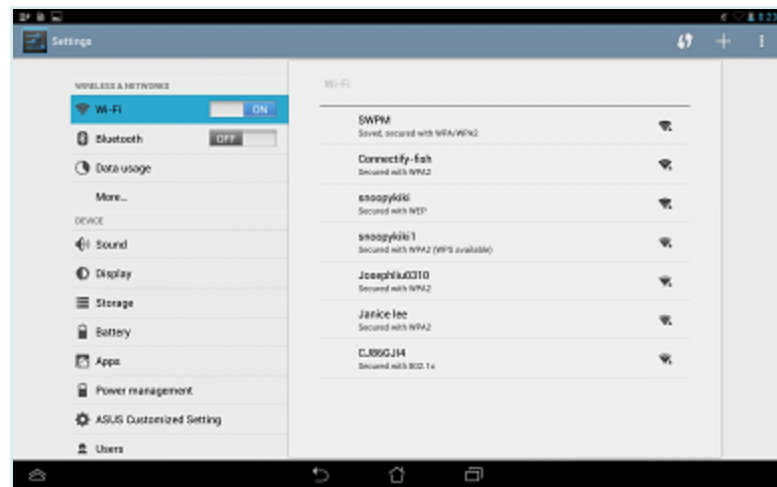 8:23
Settings
WIRELESS & NETWORKS
Wi-Fi
ON
Bluetooth
OFF
Data usage
More...
DEVICE
Sound
Display
Storage
Battery
Apps
Power management
ASUS Customized Setting
Users
Wi-Fi
SWPM
Saved, secured with WPA/WPA2
Connectify-fish
Secured with WPA2
snoopykiki
Secured with WEP
snoopykiki1
Secured with WPA2 (WPS available)
Josephliu0310
Secured with WPA2
Janice lee
Secured with WPA2
CJ86GJI4
Secured with 802.1x